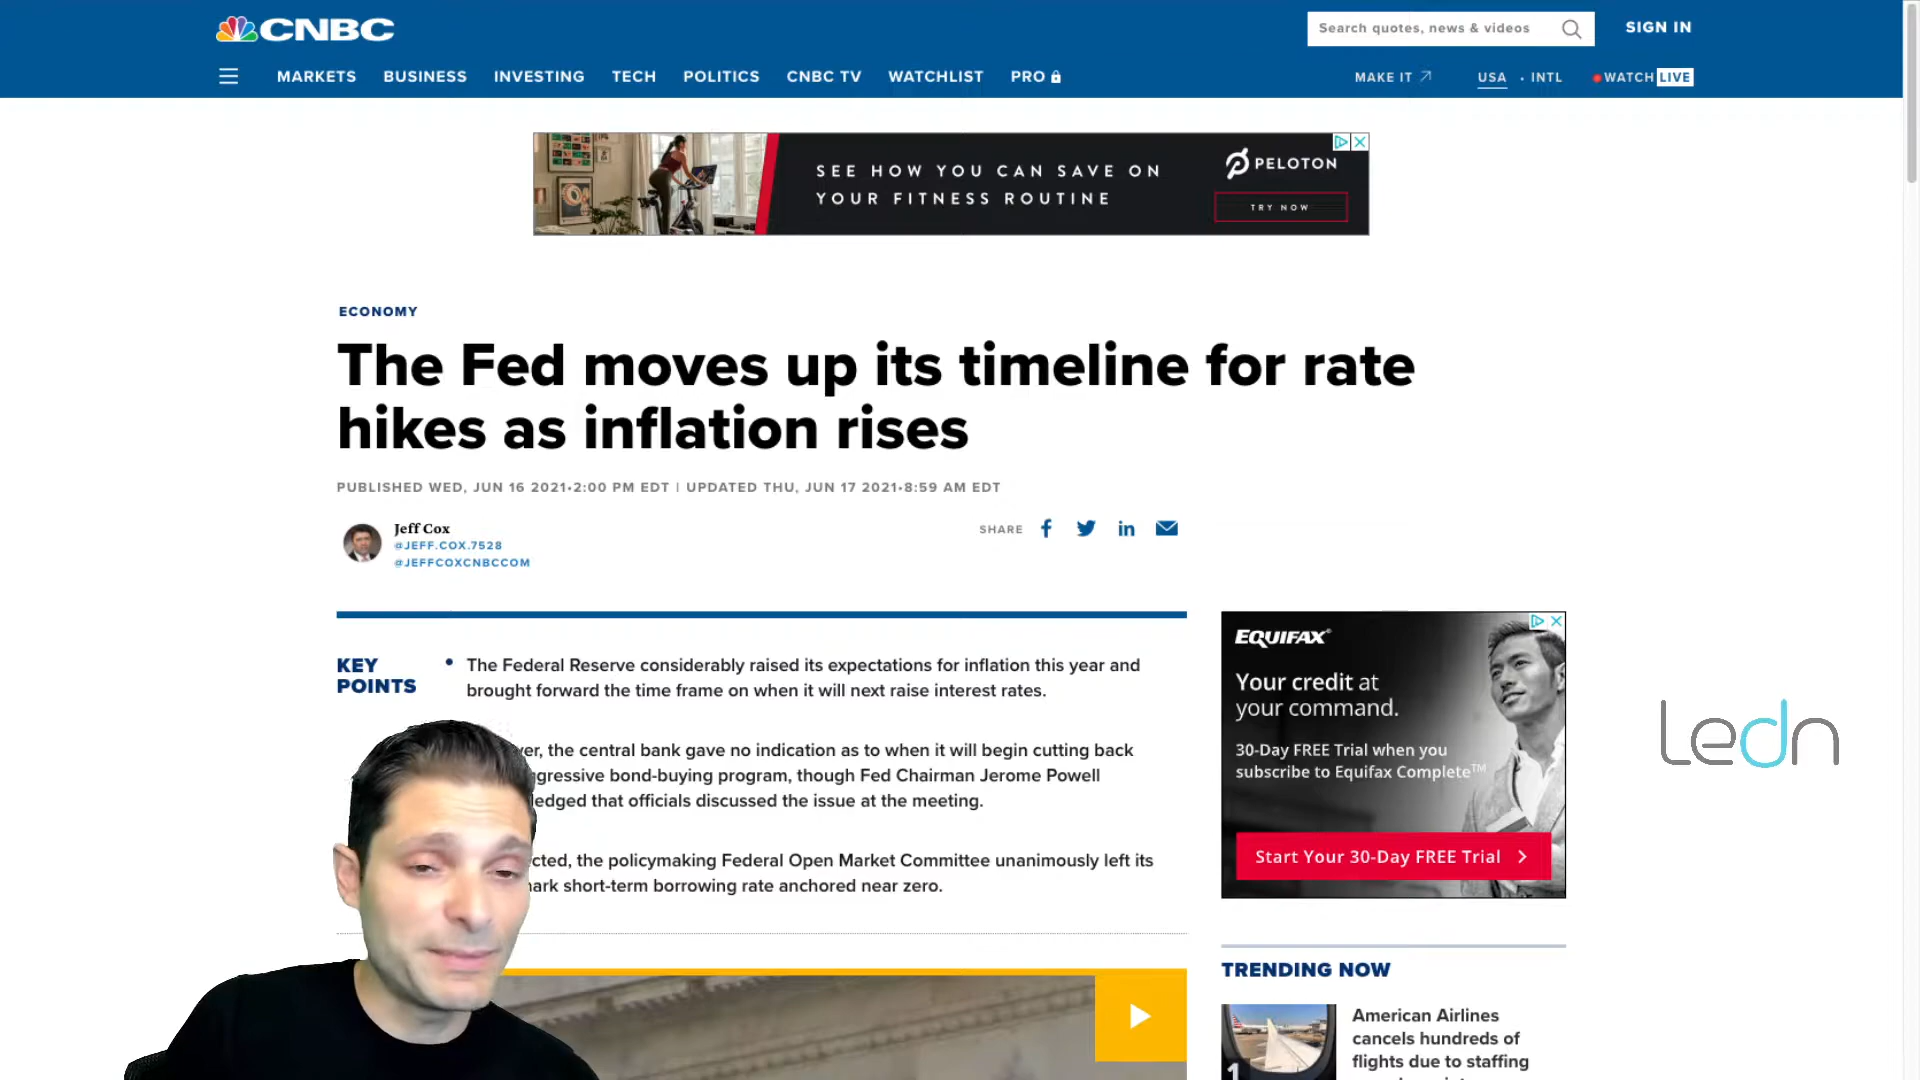 CNBC
Search quotes, news & videos
SIGN IN
MARKETS BUSINESS INVESTING TECH POLITICS CNBC TV WATCHLIST PRO
MAKE IT USA • INTL WATCH LIVE
SEE HOW YOU CAN SAVE ON
YOUR FITNESS ROUTINE
PELOTON
TRY NOW
ECONOMY
The Fed moves up its timeline for rate
hikes as inflation rises
PUBLISHED WED, JUN 16 2021•2:00 PM EDT | UPDATED THU, JUN 17 2021•8:59 AM EDT
Jeff Cox
@JEFF.COX.7528
@JEFFCOXCNBCCOM
SHARE
KEY
POINTS
• The Federal Reserve considerably raised its expectations for inflation this year and
brought forward the time frame on when it will next raise interest rates.
the central bank gave no indication as to when it will begin cutting back
bond-buying program, though Fed Chairman Jerome Powell
that officials discussed the issue at the meeting.
the policymaking Federal Open Market Committee unanimously left its
short-term borrowing rate anchored near zero.
EQUIFAX®
Your credit at
your command.
30-Day FREE Trial when you
subscribe to Equifax Complete™
Start Your 30-Day FREE Trial
ledn
TRENDING NOW
1
American Airlines
cancels hundreds of
flights due to staffing